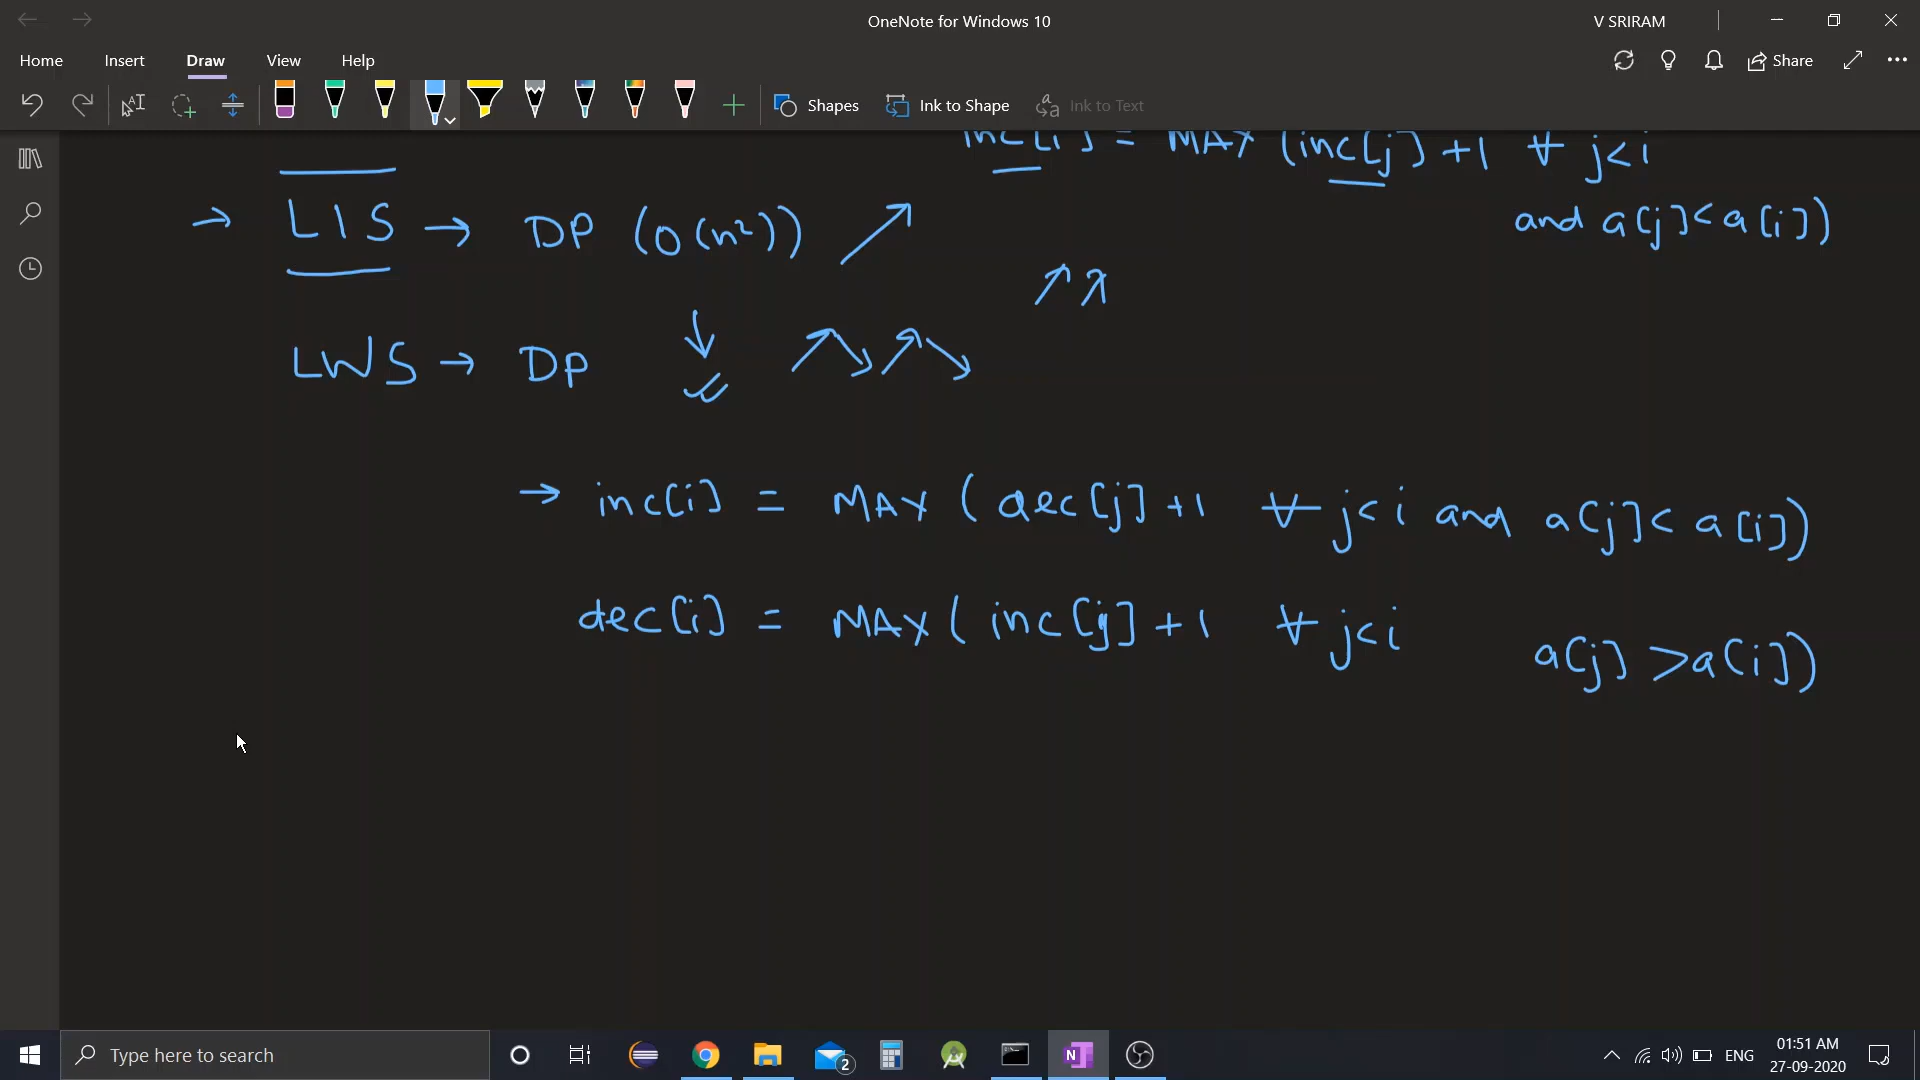 OneNote for Windows 10
V SRIRAM
Home Insert Draw View Help
Share
Shapes Ink to Shape Ink to Text
inc[i] = MAX (inc[j] +1 ∀ j<i
and a[j]< a[i])
→ LIS → DP (O(n²))
LWS → DP
→ inc[i] = MAX ( dec[j] +1 ∀ j<i and a[j]< a[i])
dec[i] = MAX( inc[j] +1 ∀ j<i a[j] >a[i])
Type here to search
2
N
ENG
01:51 AM
27-09-2020